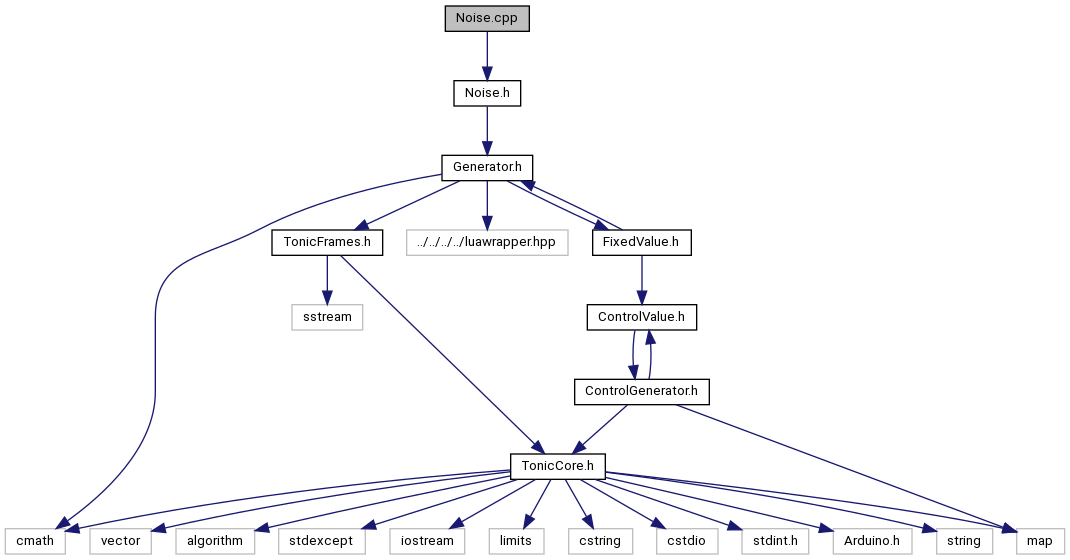 Noise.cpp
Noise.h
Generator.h
TonicFrames.h
../../../../luawrapper.hpp
FixedValue.h
sstream
ControlValue.h
ControlGenerator.h
TonicCore.h
cmath
vector
algorithm
stdexcept
iostream
limits
cstring
cstdio
stdint.h
Arduino.h
string
map